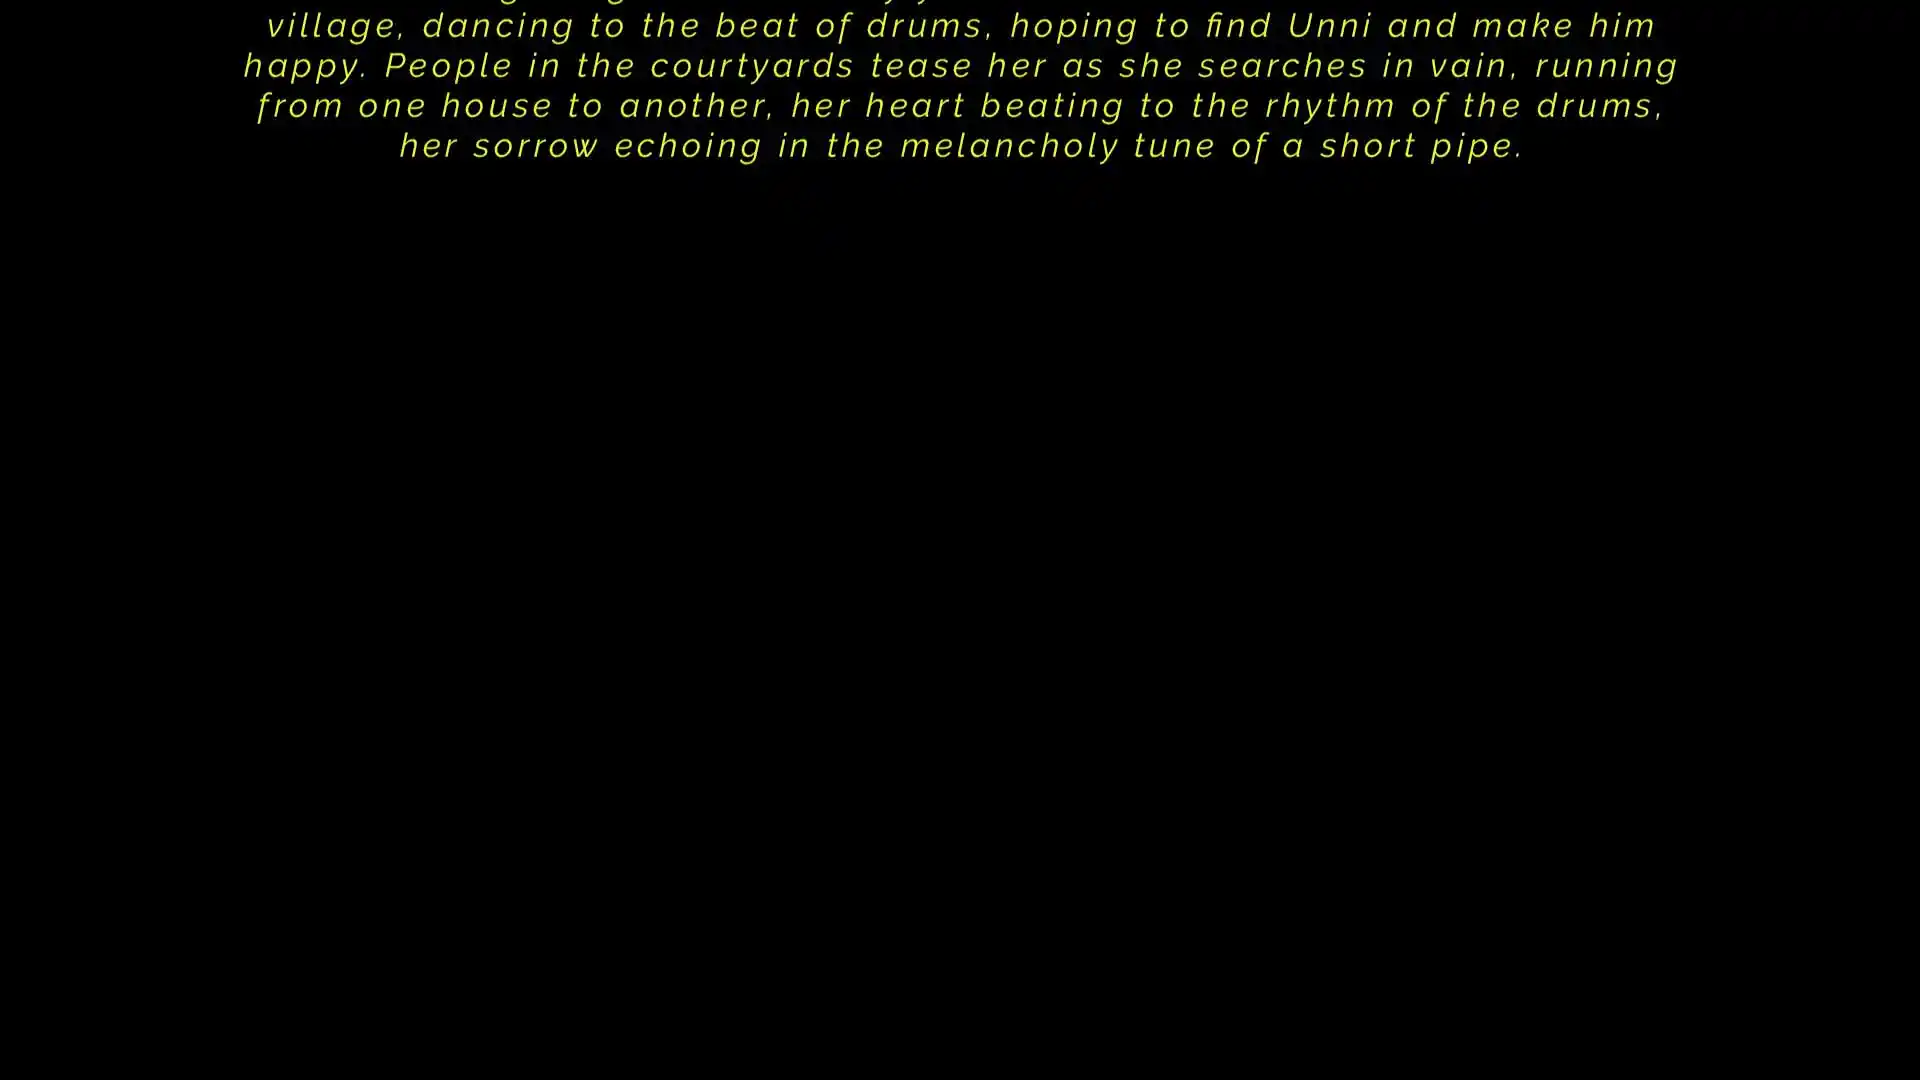 village, dancing to the beat of drums, hoping to find Unni and make him
happy. People in the courtyards tease her as she searches in vain, running
from one house to another, her heart beating to the rhythm of the drums,
her sorrow echoing in the melancholy tune of a short pipe.